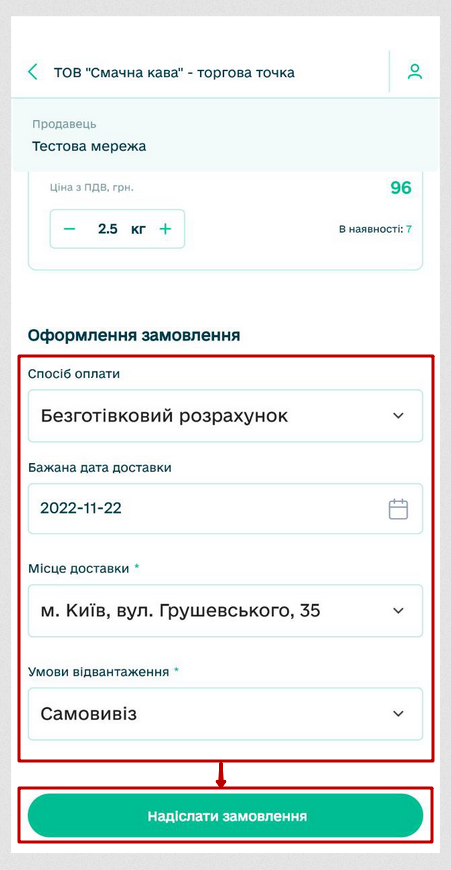 ТОВ "Смачна кава" - торгова точка
Продавець
Тестова мережа
Ціна з ПДВ, грн.
96
2.5 кг
В наявності: 7
Оформлення замовлення
Спосіб оплати
Безготівковий розрахунок
Бажана дата доставки
2022-11-22
Місце доставки *
м. Київ, вул. Грушевського, 35
Умови відвантаження *
Самовивіз
Надіслати замовлення